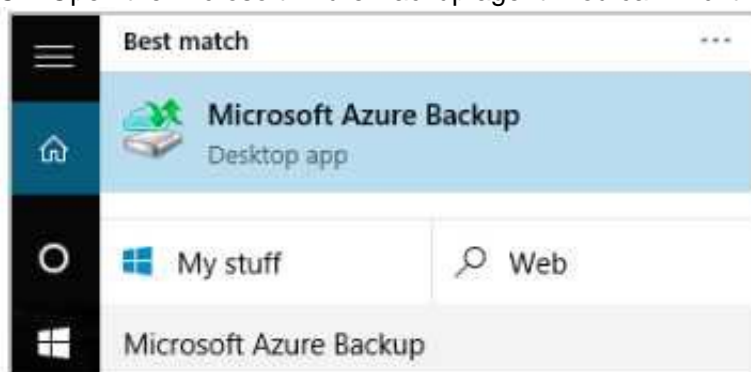 Best match
Microsoft Azure Backup
Desktop app
My stuff
Web
Microsoft Azure Backup